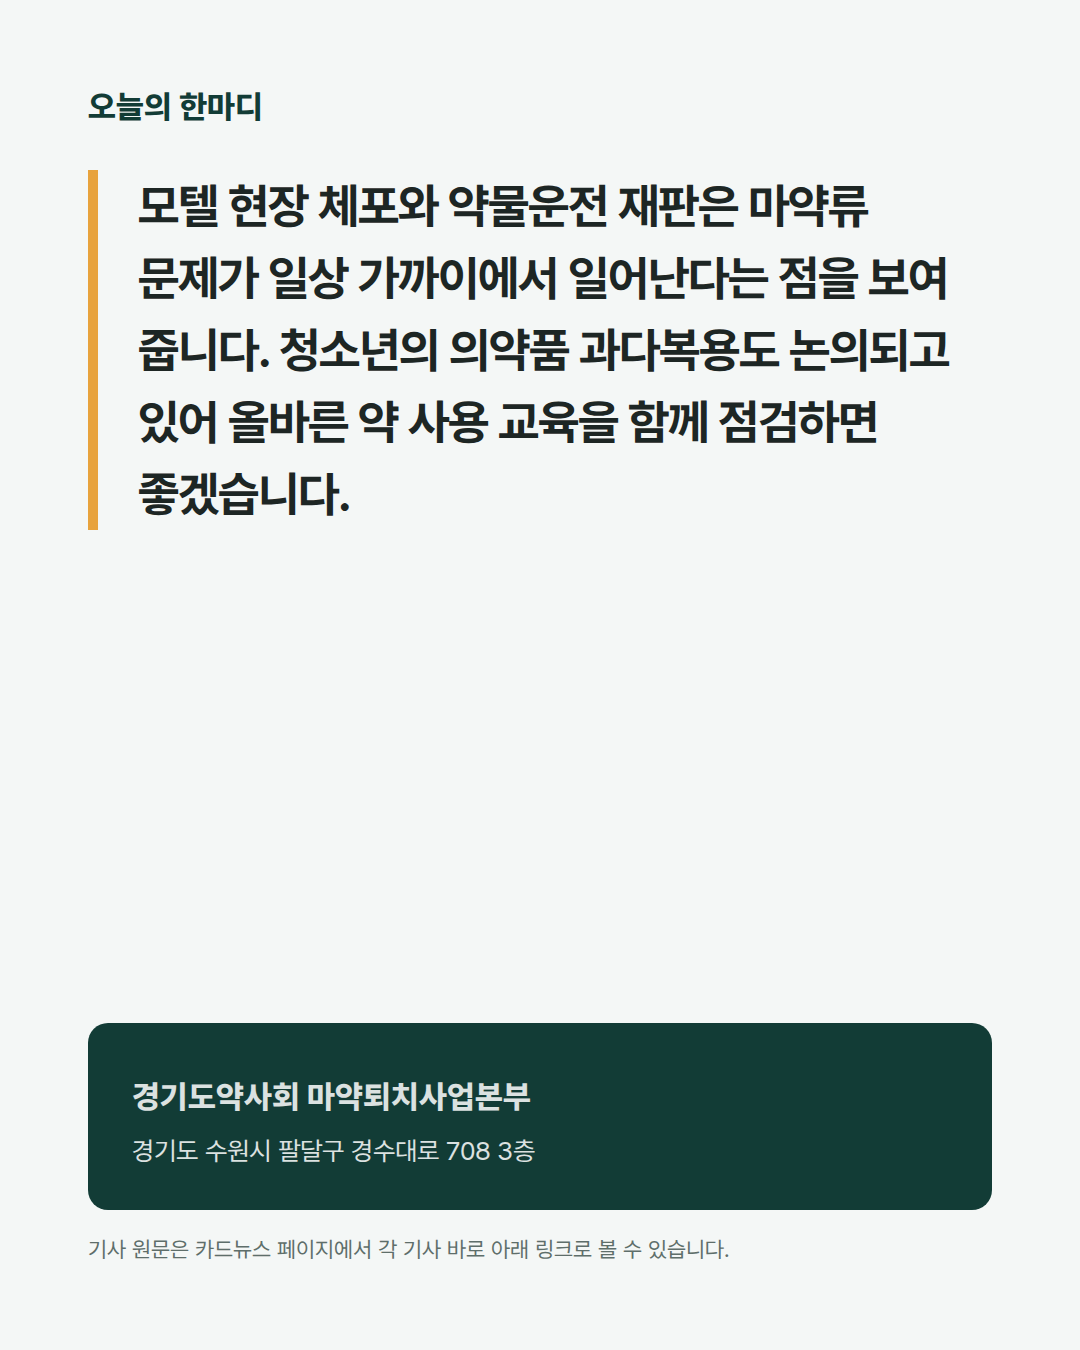 오늘의 한마디
모텔 현장 체포와 약물운전 재판은 마약류
문제가 일상 가까이에서 일어난다는 점을 보여
줍니다. 청소년의 의약품 과다복용도 논의되고
있어 올바른 약 사용 교육을 함께 점검하면
좋겠습니다.
경기도약사회 마약퇴치사업본부
경기도 수원시 팔달구 경수대로 708 3층
기사 원문은 카드뉴스 페이지에서 각 기사 바로 아래 링크로 볼 수 있습니다.